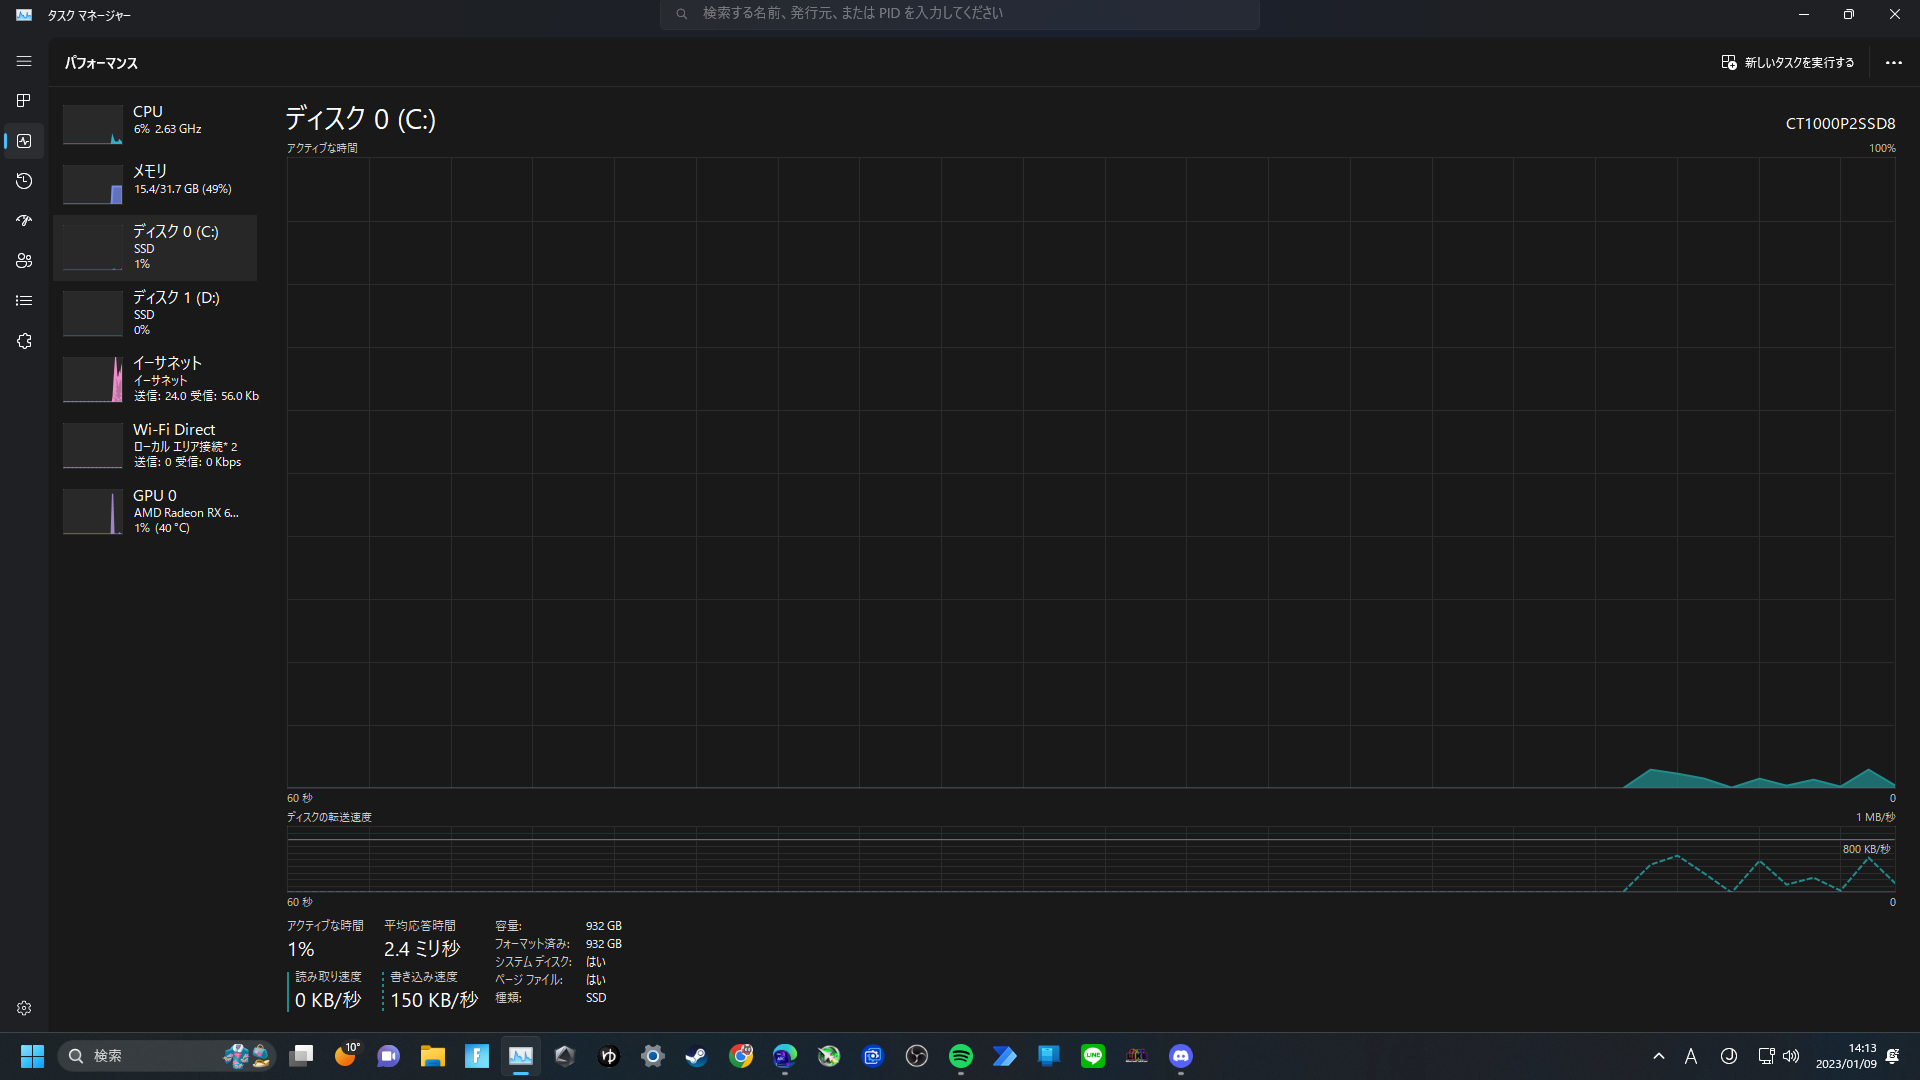 タスク マネージャー
検索する名前、発行元、または PID を入力してください
パフォーマンス
新しいタスクを実行する
CPU
6% 2.63 GHz
メモリ
15.4/31.7 GB (49%)
ディスク 0 (C:)
SSD
1%
ディスク 1 (D:)
SSD
0%
イーサネット
イーサネット
送信: 24.0 受信: 56.0 Kb
Wi-Fi Direct
ローカル エリア接続* 2
送信: 0 受信: 0 Kbps
GPU 0
AMD Radeon RX 6...
1% (40 °C)
ディスク 0 (C:)
CT1000P2SSD8
アクティブな時間
100%
60 秒
0
ディスクの転送速度
1 MB/秒
800 KB/秒
60 秒
0
アクティブな時間
1%
平均応答時間
2.4 ミリ秒
読み取り速度
0 KB/秒
書き込み速度
150 KB/秒
容量: 932 GB
フォーマット済み: 932 GB
システム ディスク: はい
ページ ファイル: はい
種類: SSD
検索
10°
LINE
A
14:13
2023/01/09